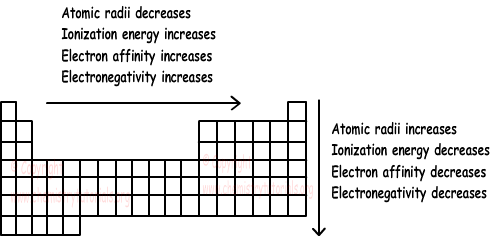 Atomic radii decreases
Ionization energy increases
Electron affinity increases
Electronegativity increases
Atomic radii increases
Ionization energy decreases
Electron affinity decreases
Electronegativity decreases